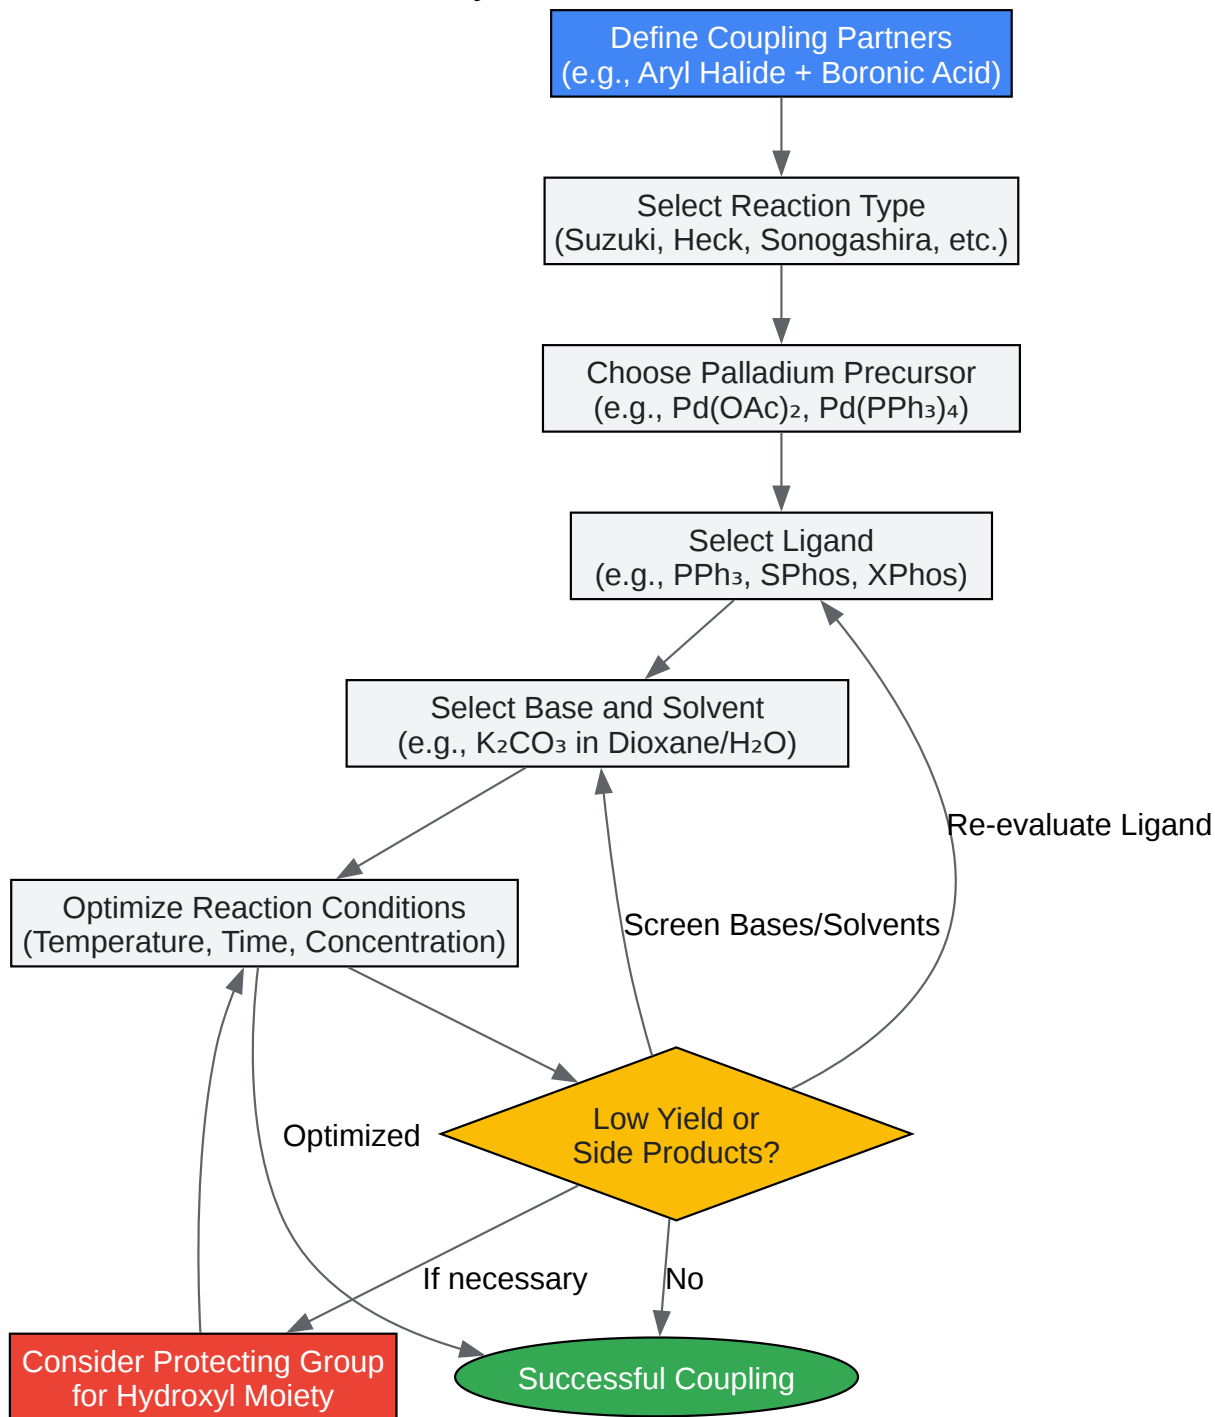 Define Coupling Partners
(e.g., Aryl Halide + Boronic Acid)
Select Reaction Type
(Suzuki, Heck, Sonogashira, etc.)
Choose Palladium Precursor
(e.g., Pd(OAc)₂, Pd(PPh₃)₄)
Select Ligand
(e.g., PPh₃, SPhos, XPhos)
Select Base and Solvent
(e.g., K₂CO₃ in Dioxane/H₂O)
Re-evaluate Ligand
Optimize Reaction Conditions
(Temperature, Time, Concentration)
Screen Bases/Solvents
Low Yield or
Side Products?
Optimized
If necessary
No
Consider Protecting Group
for Hydroxyl Moiety
Successful Coupling